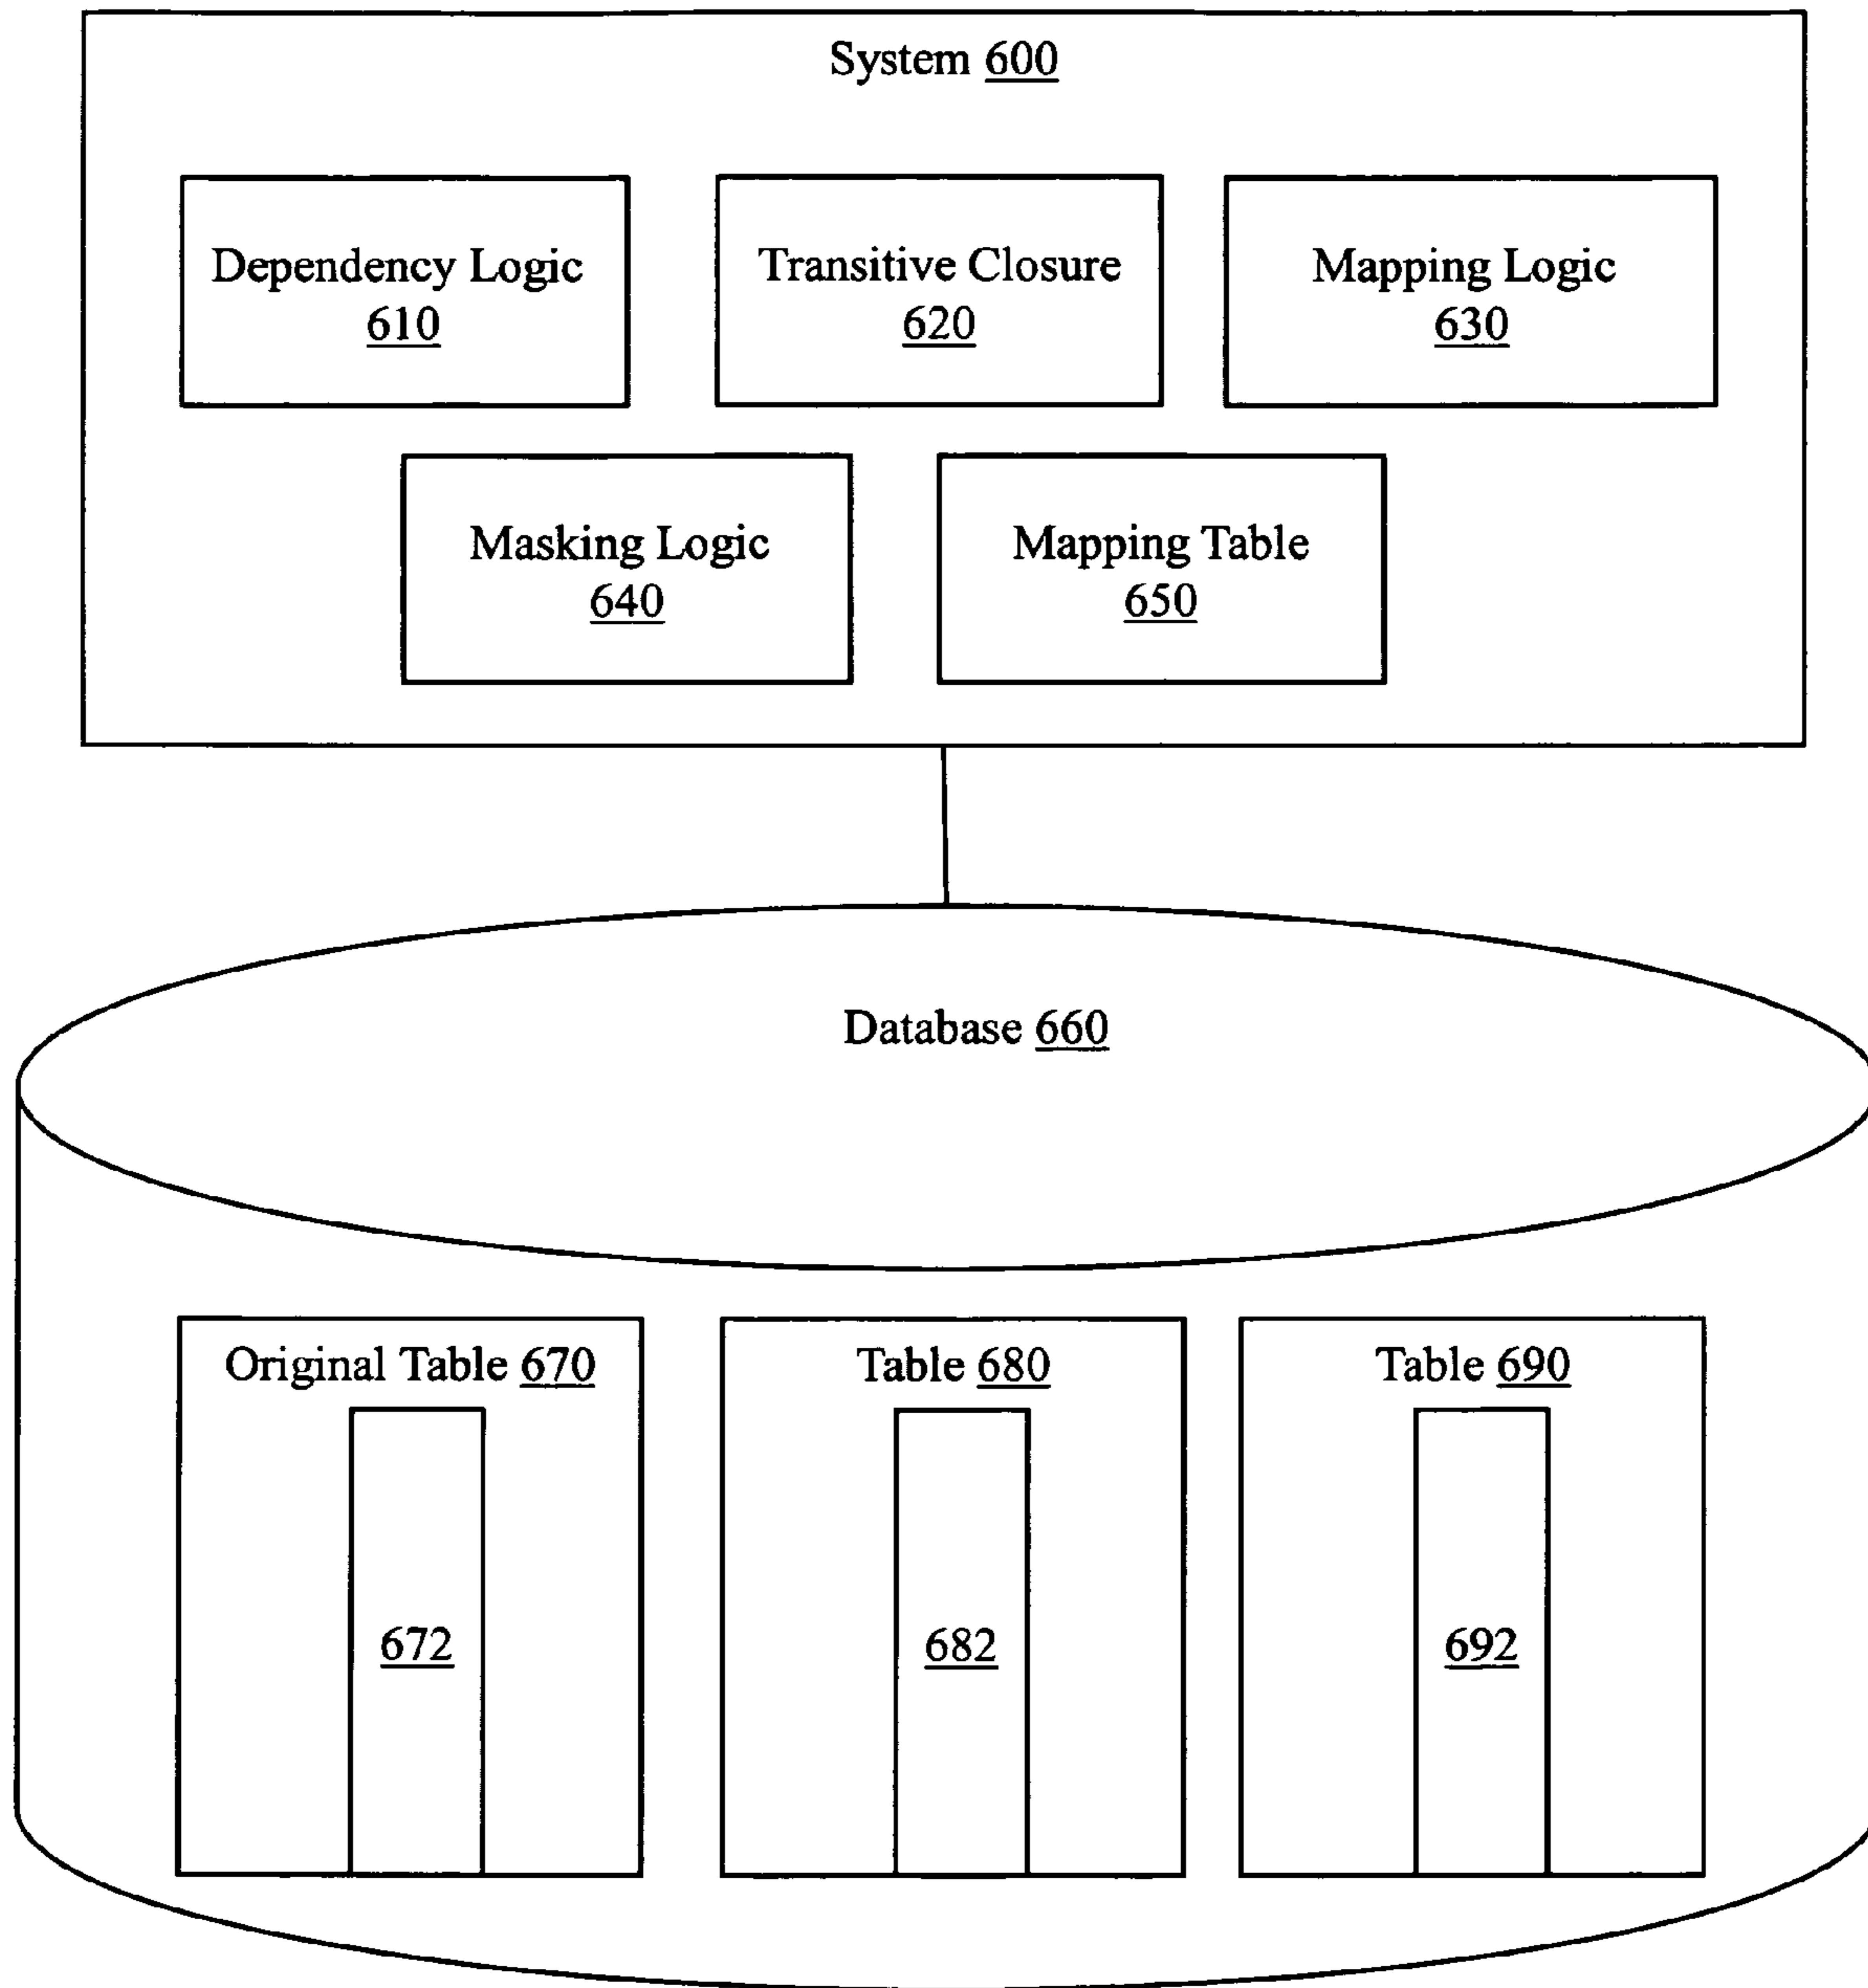 System 600
Dependency Logic
610
Transitive Closure
620
Mapping Logic
630
Masking Logic
640
Mapping Table
650
Database 660
Original Table 670
672
Table 680
682
Table 690
692